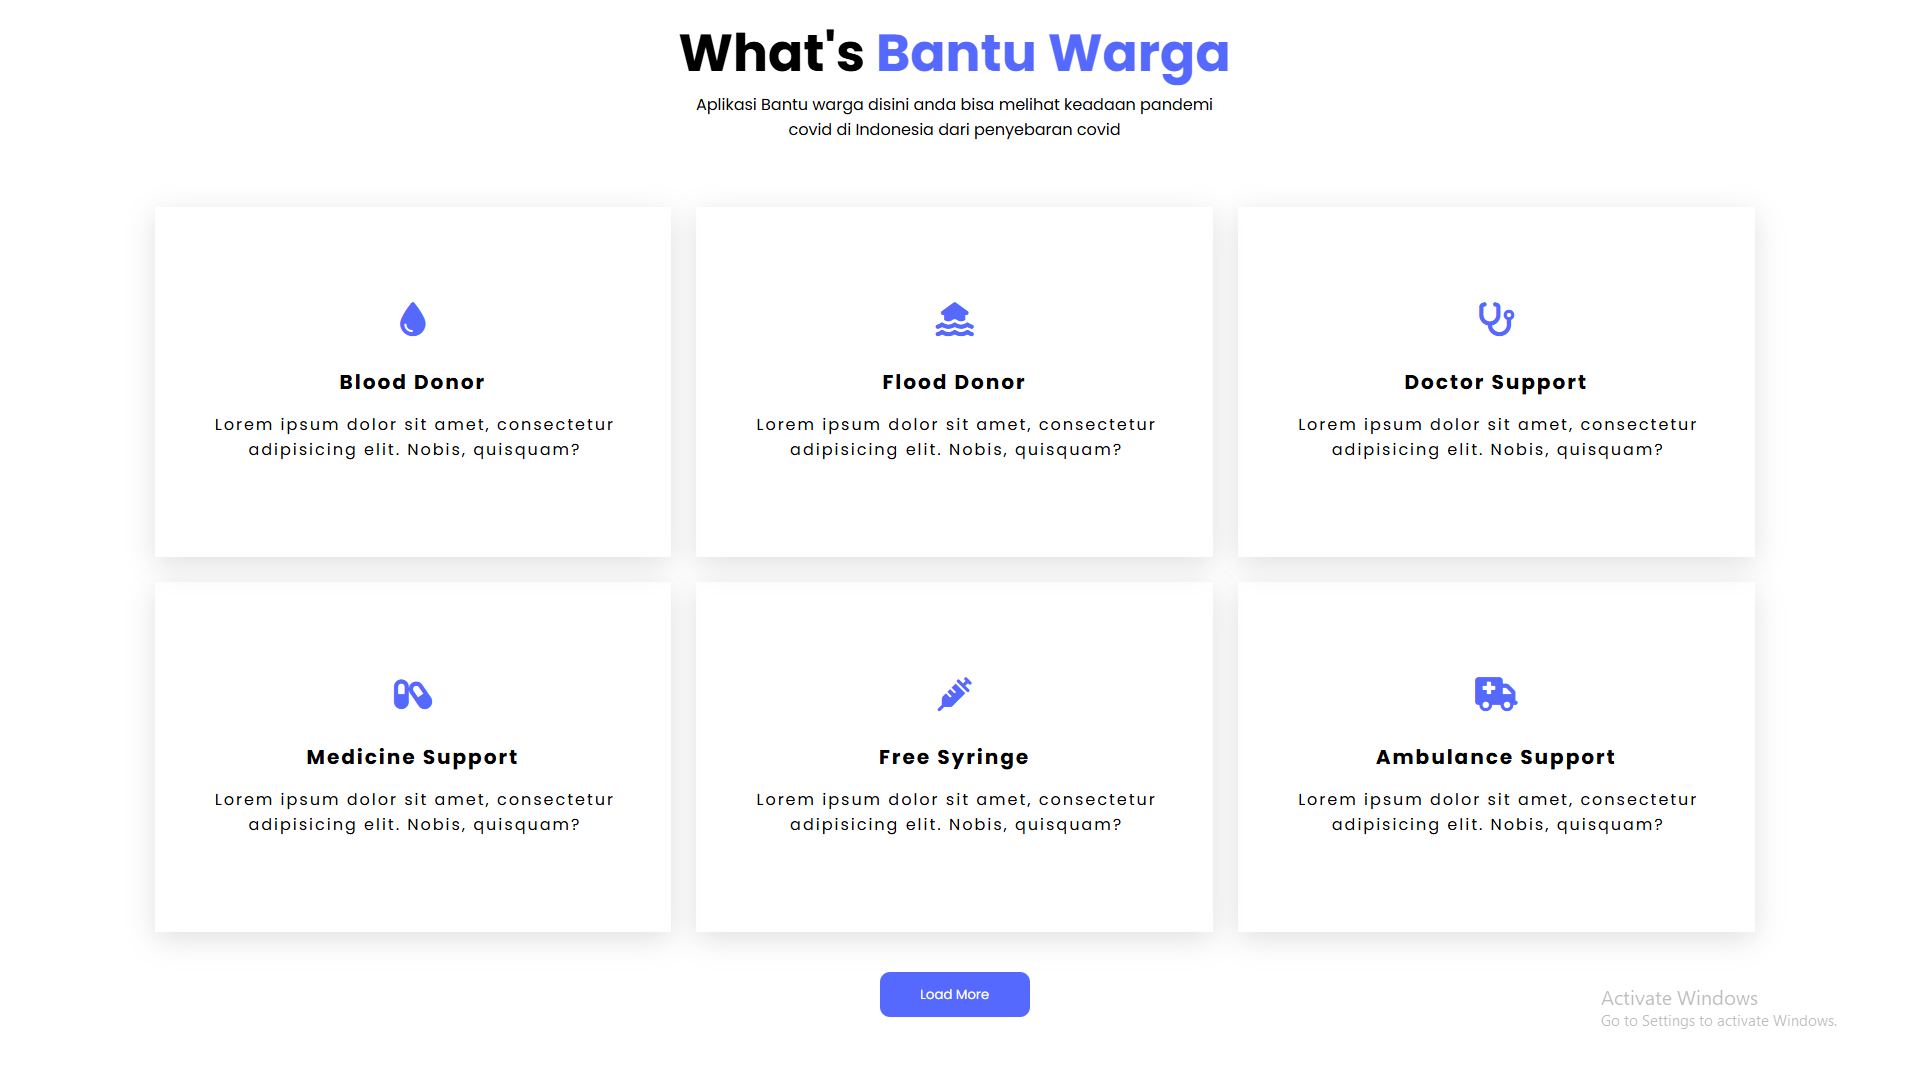 What's Bantu Warga
Aplikasi Bantu warga disini anda bisa melihat keadaan pandemi
covid di Indonesia dari penyebaran covid
Blood Donor
Lorem ipsum dolor sit amet, consectetur
adipisicing elit. Nobis, quisquam?
Flood Donor
Lorem ipsum dolor sit amet, consectetur
adipisicing elit. Nobis, quisquam?
Doctor Support
Lorem ipsum dolor sit amet, consectetur
adipisicing elit. Nobis, quisquam?
Medicine Support
Lorem ipsum dolor sit amet, consectetur
adipisicing elit. Nobis, quisquam?
Free Syringe
Lorem ipsum dolor sit amet, consectetur
adipisicing elit. Nobis, quisquam?
Ambulance Support
Lorem ipsum dolor sit amet, consectetur
adipisicing elit. Nobis, quisquam?
Load More
Activate Windows
Go to Settings to activate Windows.